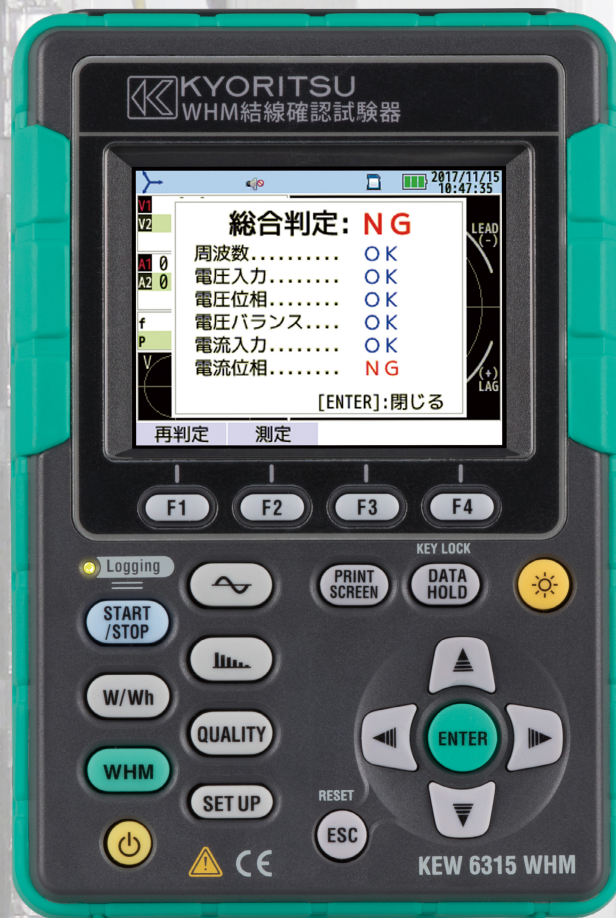 KYORITSU
WHM結線確認試験器
2017/11/15
10:47:35
V1
V2
A1 0
A2 0
f
P
V
LEAD
(-)
(+)
LAG
総合判定: NG
周波数.......... OK
電圧入力........ OK
電圧位相........ OK
電圧バランス.... OK
電流入力........ OK
電流位相........ NG
[ENTER]:閉じる
再判定 測定
F1 F2 F3 F4
Logging
KEY LOCK
PRINT
SCREEN
DATA
HOLD
START
/STOP
W/Wh
QUALITY
ENTER
WHM
SET UP
RESET
ESC
CE
KEW 6315 WHM